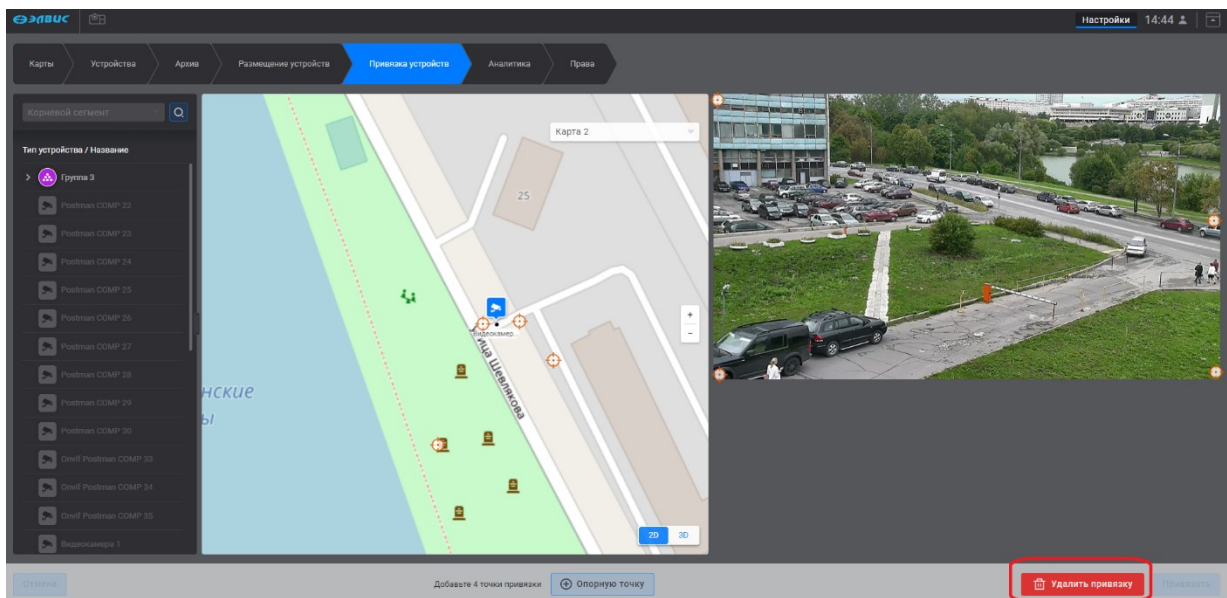 ЭЛВИС
Настройки 14:44
Карты Устройства Архив Размещение устройств Привязка устройств Аналитика Права
Корневой сегмент
Тип устройства / Название
Группа 3
Postman COMP 22
Postman COMP 23
Postman COMP 24
Postman COMP 25
Postman COMP 26
Postman COMP 27
Postman COMP 28
Postman COMP 29
Postman COMP 30
Onvif Postman COMP 33
Onvif Postman COMP 34
Onvif Postman COMP 35
Видеокамера 1
Карта 2
25
+
−
Видеокамер...
ица Шевлякова
нские
ы
2D 3D
Отмена Добавьте 4 точки привязки Опорную точку Удалить привязку Привязать